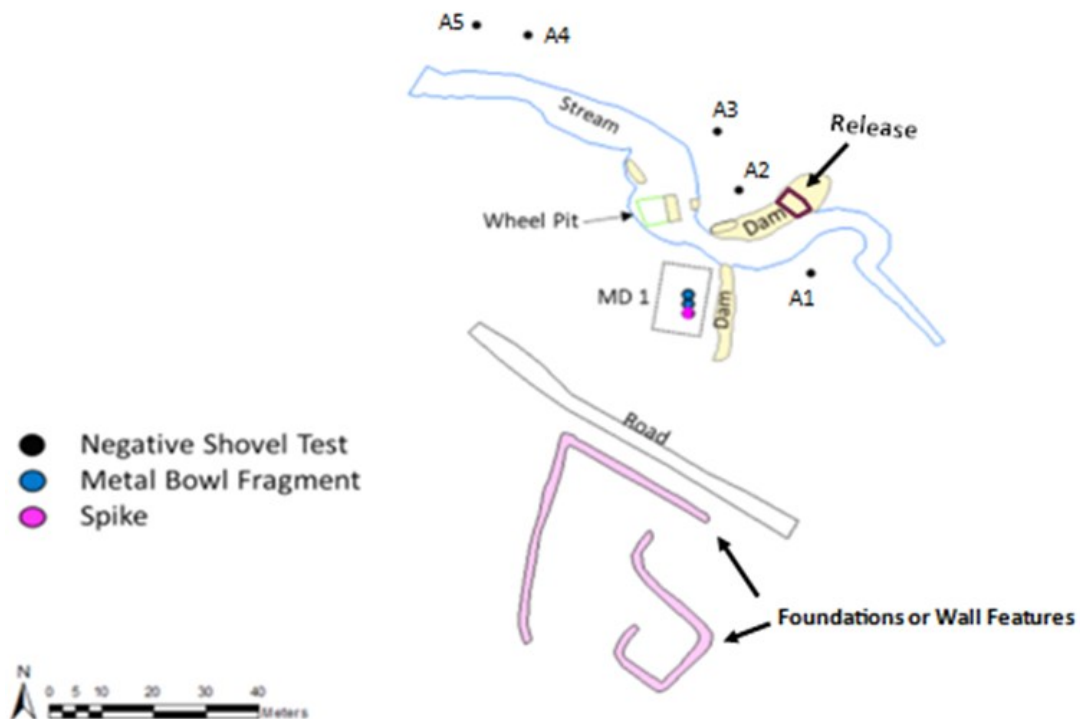 A5
A4
Stream
A3
Release
A2
Dam
Wheel Pit
MD 1
A1
Dam
Road
Negative Shovel Test
Metal Bowl Fragment
Spike
Foundations or Wall Features
N
0 5 10 20 30 40
Meters